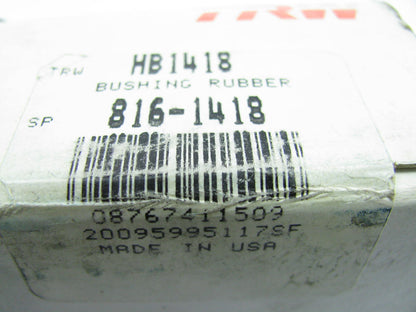 TRW
TRW HB1418
BUSHING RUBBER
SP 816-1418
08767411509
20095995117SF
MADE IN USA